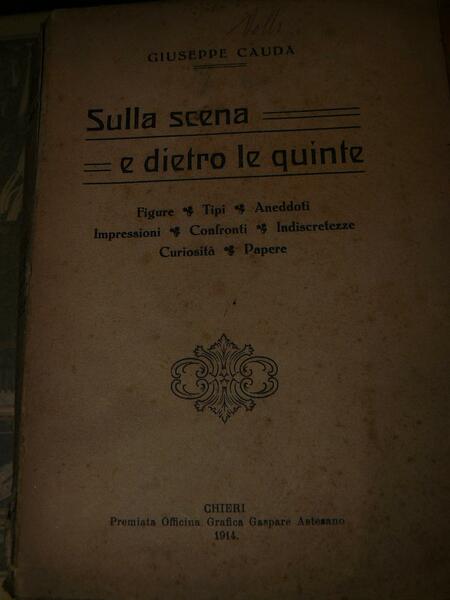 GIUSEPPE CAUDA
Sulla scena
e dietro le quinte
Figure Tipi Aneddoti
Impressioni Confronti Indiscretezze
Curiosità Papere
CHIERI
Premiata Officina Grafica Gaspare Astesano
1914.